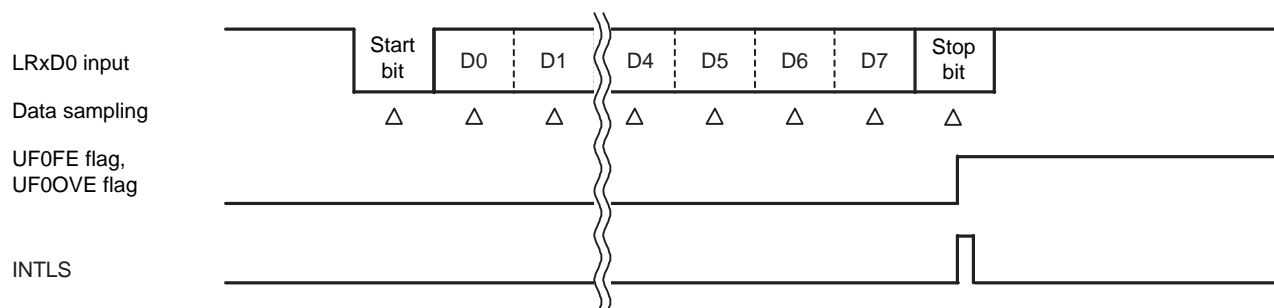 LRxD0 input
Start
bit
D0
D1
D4
D5
D6
D7
Stop
bit
Data sampling
UF0FE flag,
UF0OVE flag
INTLS